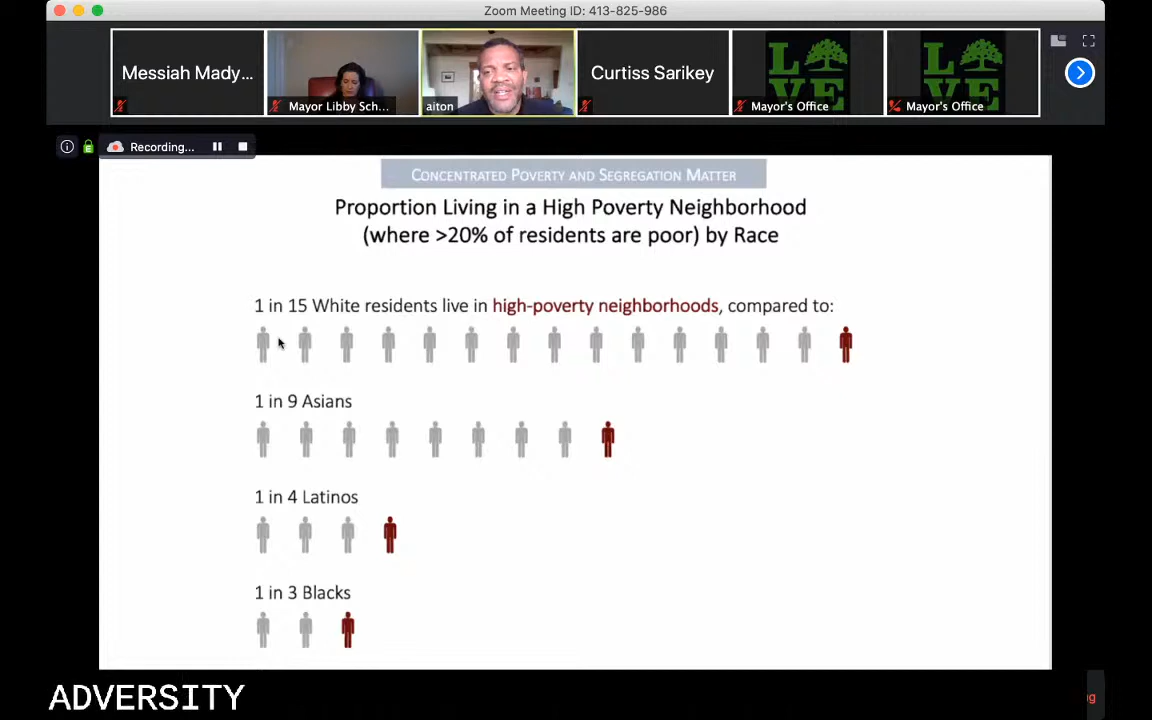 Zoom Meeting ID: 413-825-986
Messiah Mady...
Mayor Libby Sch...
aiton
Curtiss Sarikey
L VE
Mayor's Office
L VE
Mayor's Office
Recording...
CONCENTRATED POVERTY AND SEGREGATION MATTER
Proportion Living in a High Poverty Neighborhood
(where >20% of residents are poor) by Race
1 in 15 White residents live in high-poverty neighborhoods, compared to:
1 in 9 Asians
1 in 4 Latinos
1 in 3 Blacks
ADVERSITY